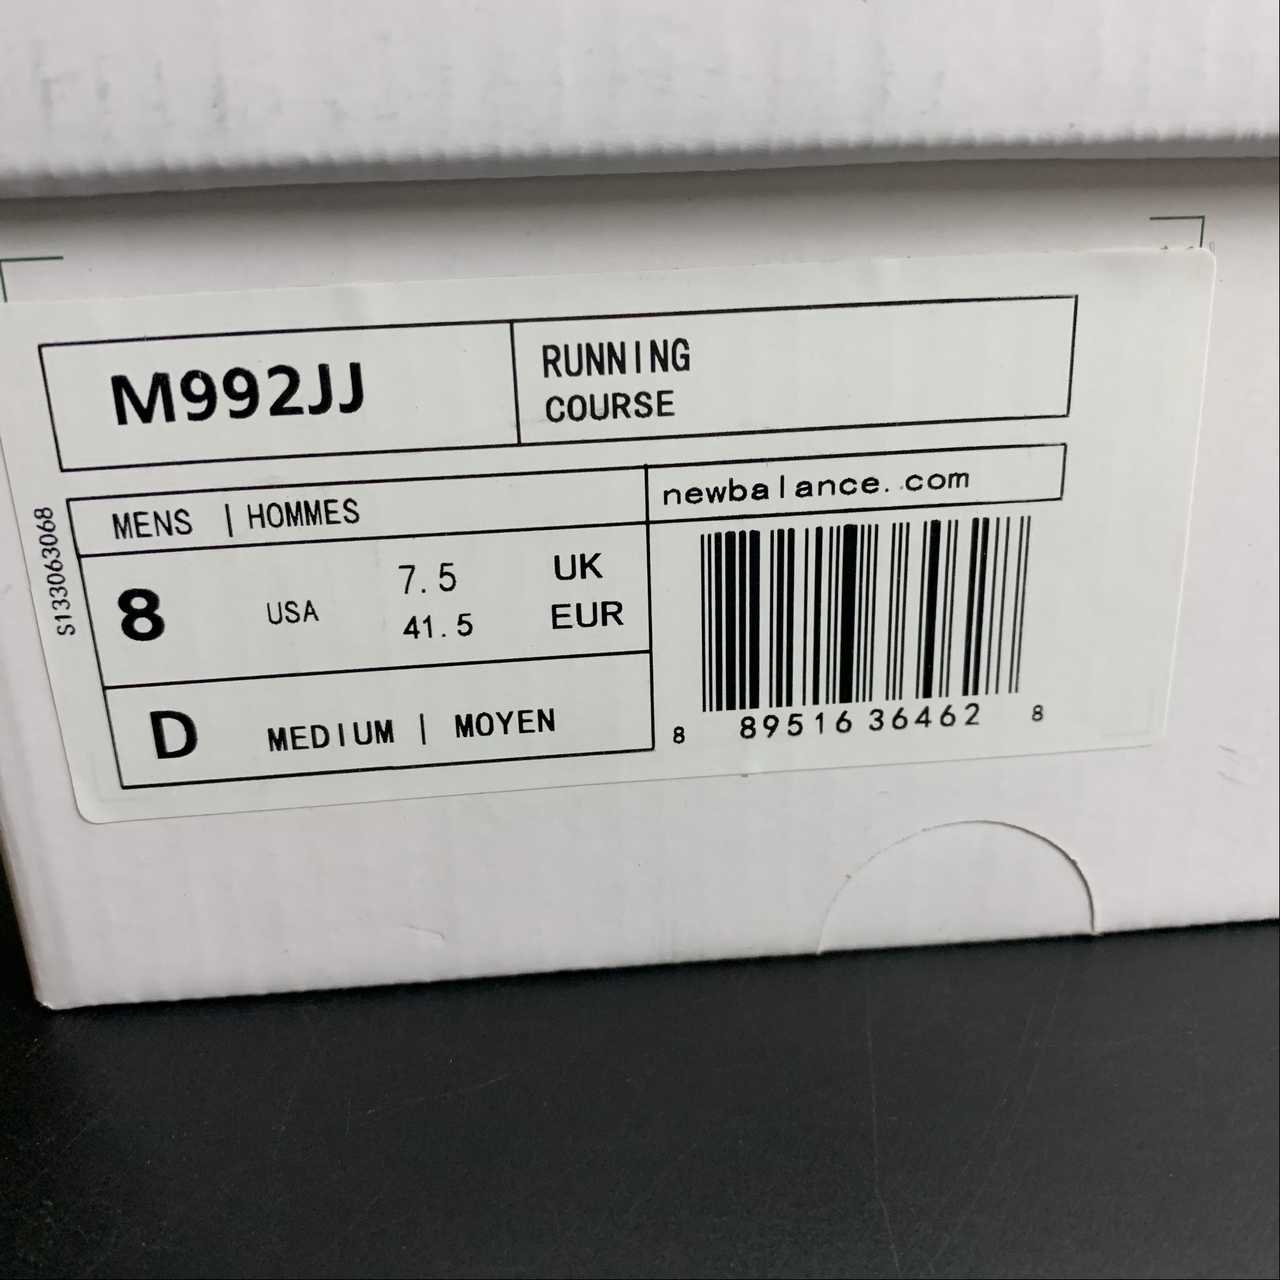 M992JJ
RUNNING
COURSE
MENS | HOMMES
newbalance. com
8 USA 7.5 UK
41.5 EUR
D MEDIUM | MOYEN
8 89516 36462 8
S133063068